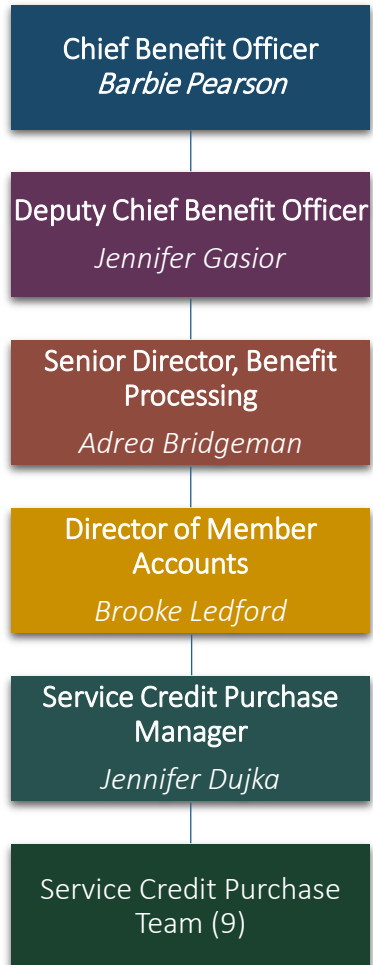 Chief Benefit Officer
Barbie Pearson
Deputy Chief Benefit Officer
Jennifer Gasior
Senior Director, Benefit
Processing
Adrea Bridgeman
Director of Member
Accounts
Brooke Ledford
Service Credit Purchase
Manager
Jennifer Dujka
Service Credit Purchase
Team (9)